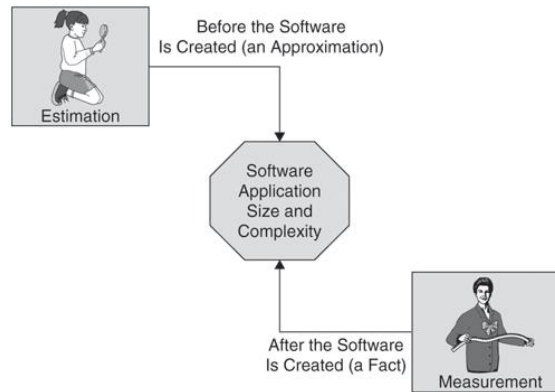 Before the Software
Is Created (an Approximation)
Estimation
Software
Application
Size and
Complexity
After the Software
Is Created (a Fact)
Measurement